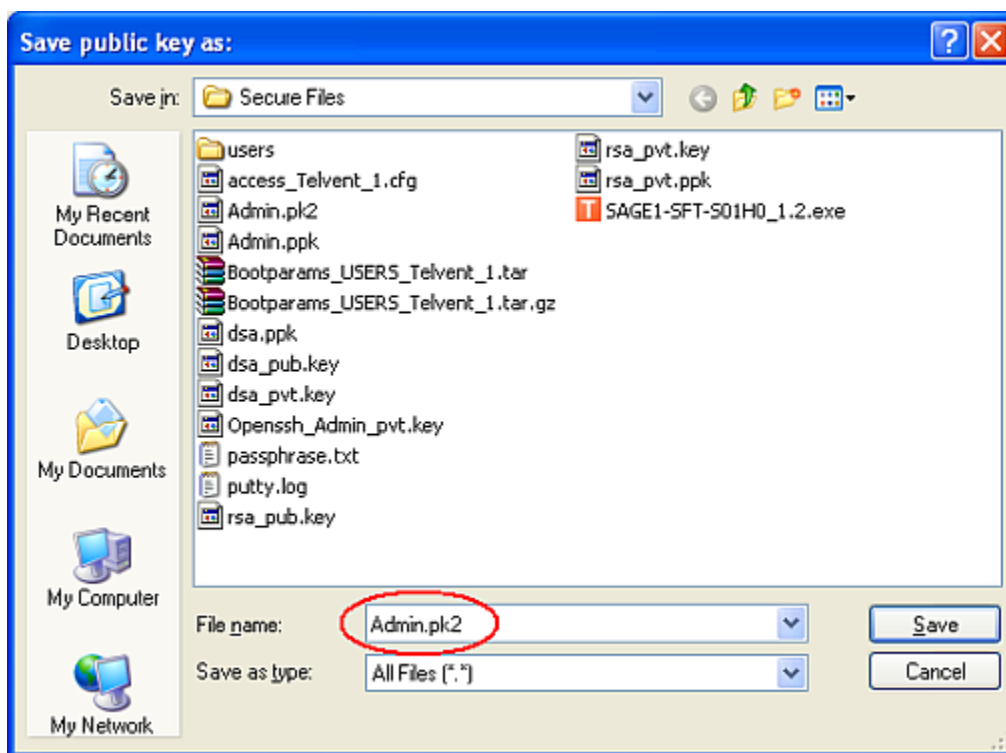 Save public key as:
Save in:
Secure Files
My Recent
Documents
Desktop
My Documents
My Computer
My Network
users
access_Telvent_1.cfg
Admin.pk2
Admin.ppk
Bootparams_USERS_Telvent_1.tar
Bootparams_USERS_Telvent_1.tar.gz
dsa.ppk
dsa_pub.key
dsa_pvt.key
Openssh_Admin_pvt.key
passphrase.txt
putty.log
rsa_pub.key
rsa_pvt.key
rsa_pvt.ppk
SAGE1-SFT-S01H0_1.2.exe
File name:
Admin.pk2
Save
Save as type:
All Files (*.*)
Cancel